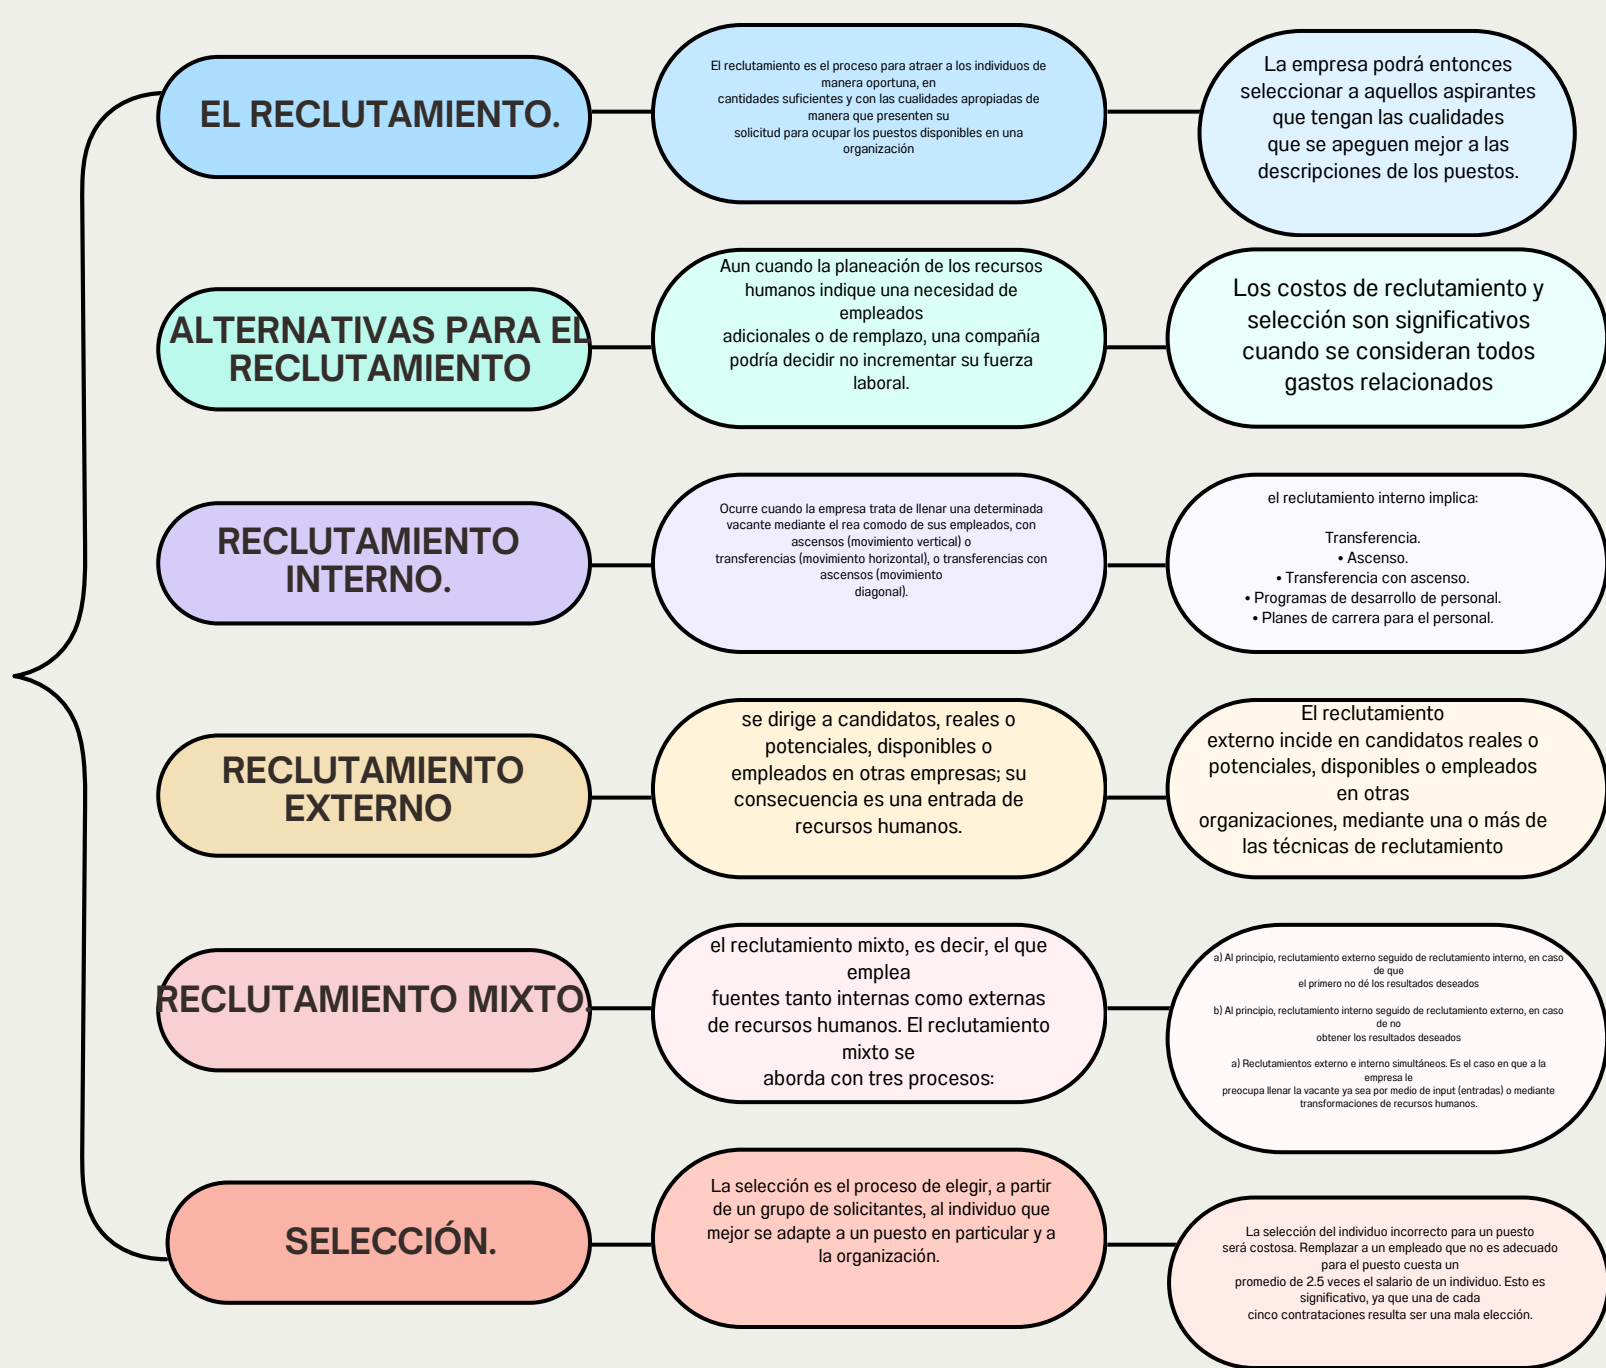 EL RECLUTAMIENTO.
El reclutamiento es el proceso para atraer a los individuos de
manera oportuna, en
cantidades suficientes y con las cualidades apropiadas de
manera que presenten su
solicitud para ocupar los puestos disponibles en una
organización
La empresa podrá entonces
seleccionar a aquellos aspirantes
que tengan las cualidades
que se apeguen mejor a las
descripciones de los puestos.
ALTERNATIVAS PARA EL
RECLUTAMIENTO
Aun cuando la planeación de los recursos
humanos indique una necesidad de
empleados
adicionales o de remplazo, una compañía
podría decidir no incrementar su fuerza
laboral.
Los costos de reclutamiento y
selección son significativos
cuando se consideran todos
gastos relacionados
RECLUTAMIENTO
INTERNO.
Ocurre cuando la empresa trata de llenar una determinada
vacante mediante el rea comodo de sus empleados, con
ascensos (movimiento vertical) o
transferencias (movimiento horizontal), o transferencias con
ascensos (movimiento
diagonal).
el reclutamiento interno implica:
Transferencia.
• Ascenso.
• Transferencia con ascenso.
• Programas de desarrollo de personal.
• Planes de carrera para el personal.
RECLUTAMIENTO
EXTERNO
se dirige a candidatos, reales o
potenciales, disponibles o
empleados en otras empresas; su
consecuencia es una entrada de
recursos humanos.
El reclutamiento
externo incide en candidatos reales o
potenciales, disponibles o empleados
en otras
organizaciones, mediante una o más de
las técnicas de reclutamiento
RECLUTAMIENTO MIXTO.
el reclutamiento mixto, es decir, el que
emplea
fuentes tanto internas como externas
de recursos humanos. El reclutamiento
mixto se
aborda con tres procesos:
a) Al principio, reclutamiento externo seguido de reclutamiento interno, en caso
de que
el primero no dé los resultados deseados
b) Al principio, reclutamiento interno seguido de reclutamiento externo, en caso
de no
obtener los resultados deseados
a) Reclutamientos externo e interno simultáneos. Es el caso en que a la
empresa le
preocupa llenar la vacante ya sea por medio de input (entradas) o mediante
transformaciones de recursos humanos.
SELECCIÓN.
La selección es el proceso de elegir, a partir
de un grupo de solicitantes, al individuo que
mejor se adapte a un puesto en particular y a
la organización.
La selección del individuo incorrecto para un puesto
será costosa. Remplazar a un empleado que no es adecuado
para el puesto cuesta un
promedio de 2.5 veces el salario de un individuo. Esto es
significativo, ya que una de cada
cinco contrataciones resulta ser una mala elección.